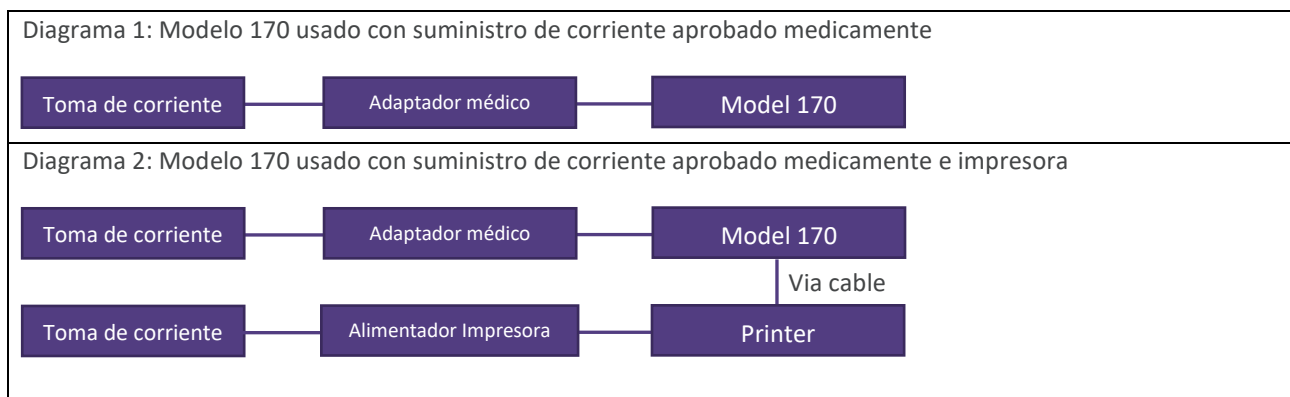 Diagrama 1: Modelo 170 usado con suministro de corriente aprobado medicamente
Toma de corriente
Adaptador médico
Model 170
Diagrama 2: Modelo 170 usado con suministro de corriente aprobado medicamente e impresora
Toma de corriente
Adaptador médico
Model 170
Via cable
Toma de corriente
Alimentador Impresora
Printer